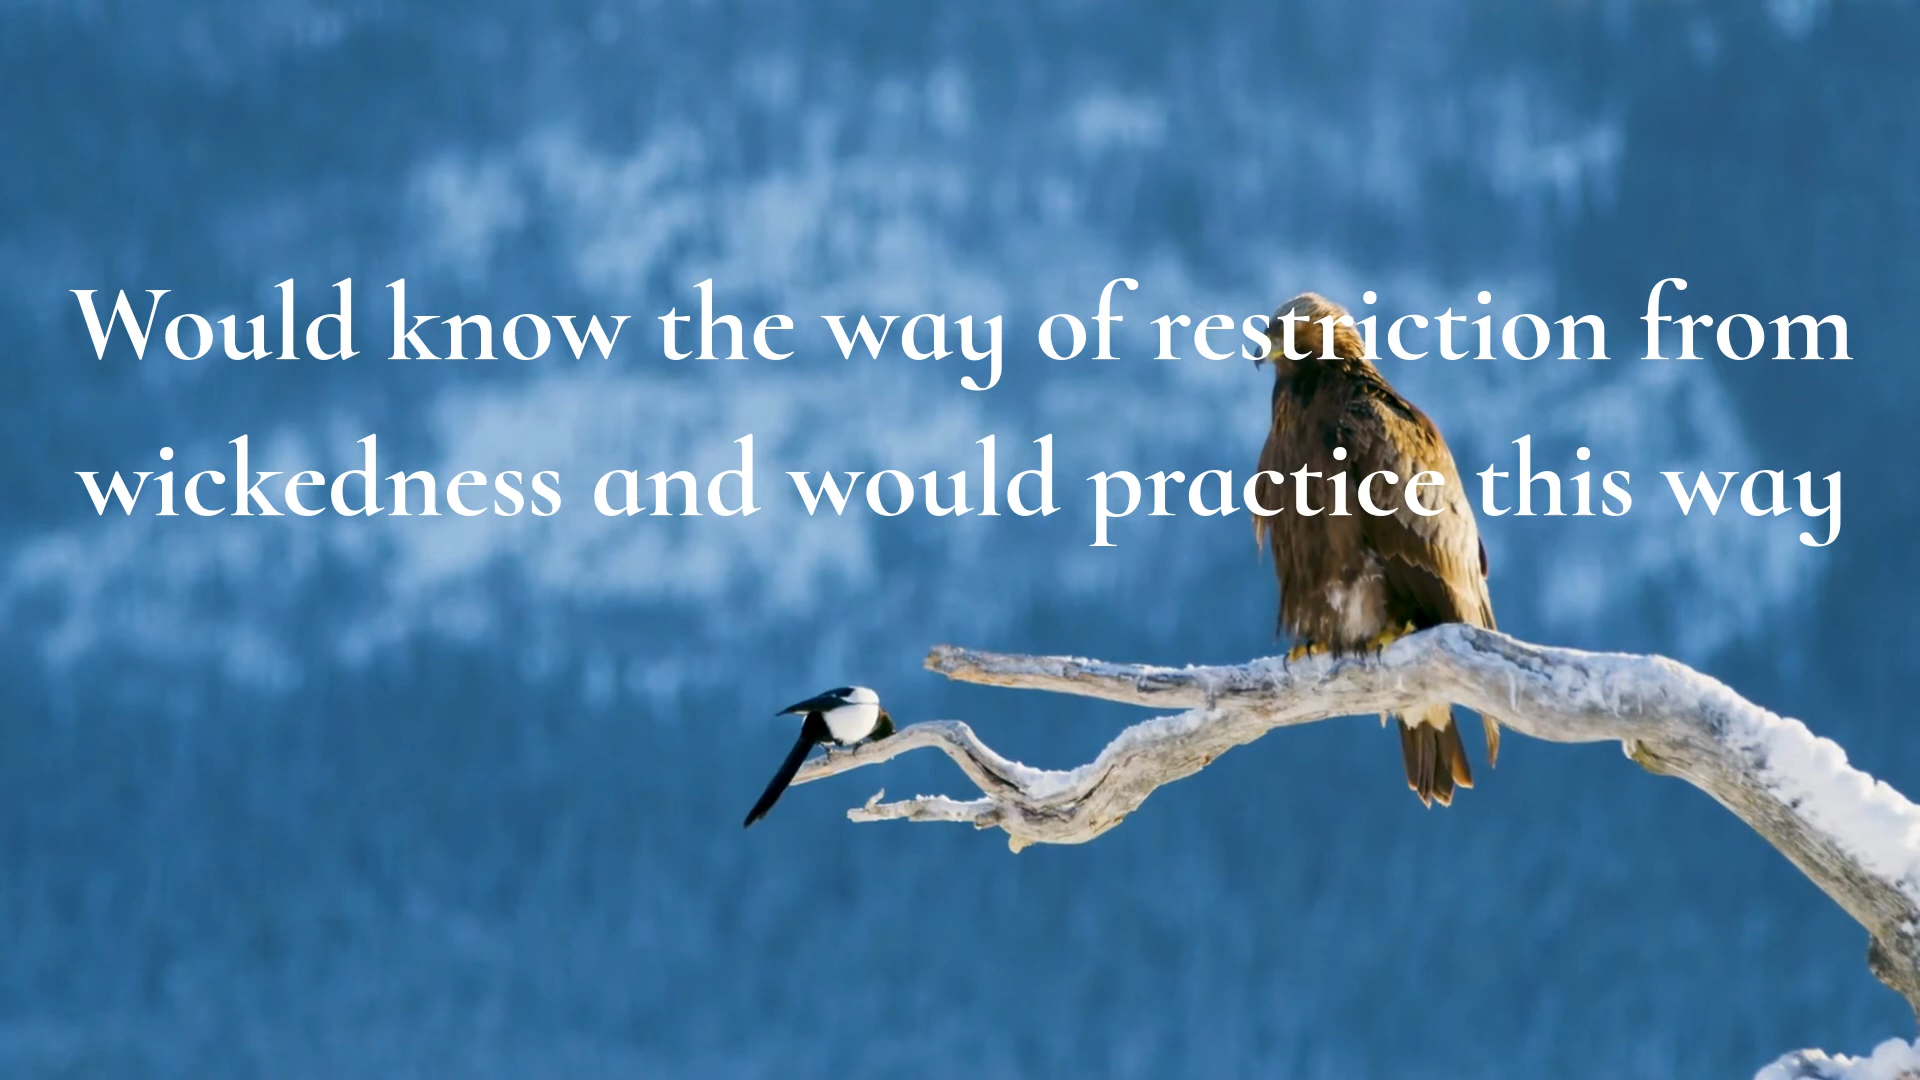 Would know the way of restriction from
wickedness and would practice this way